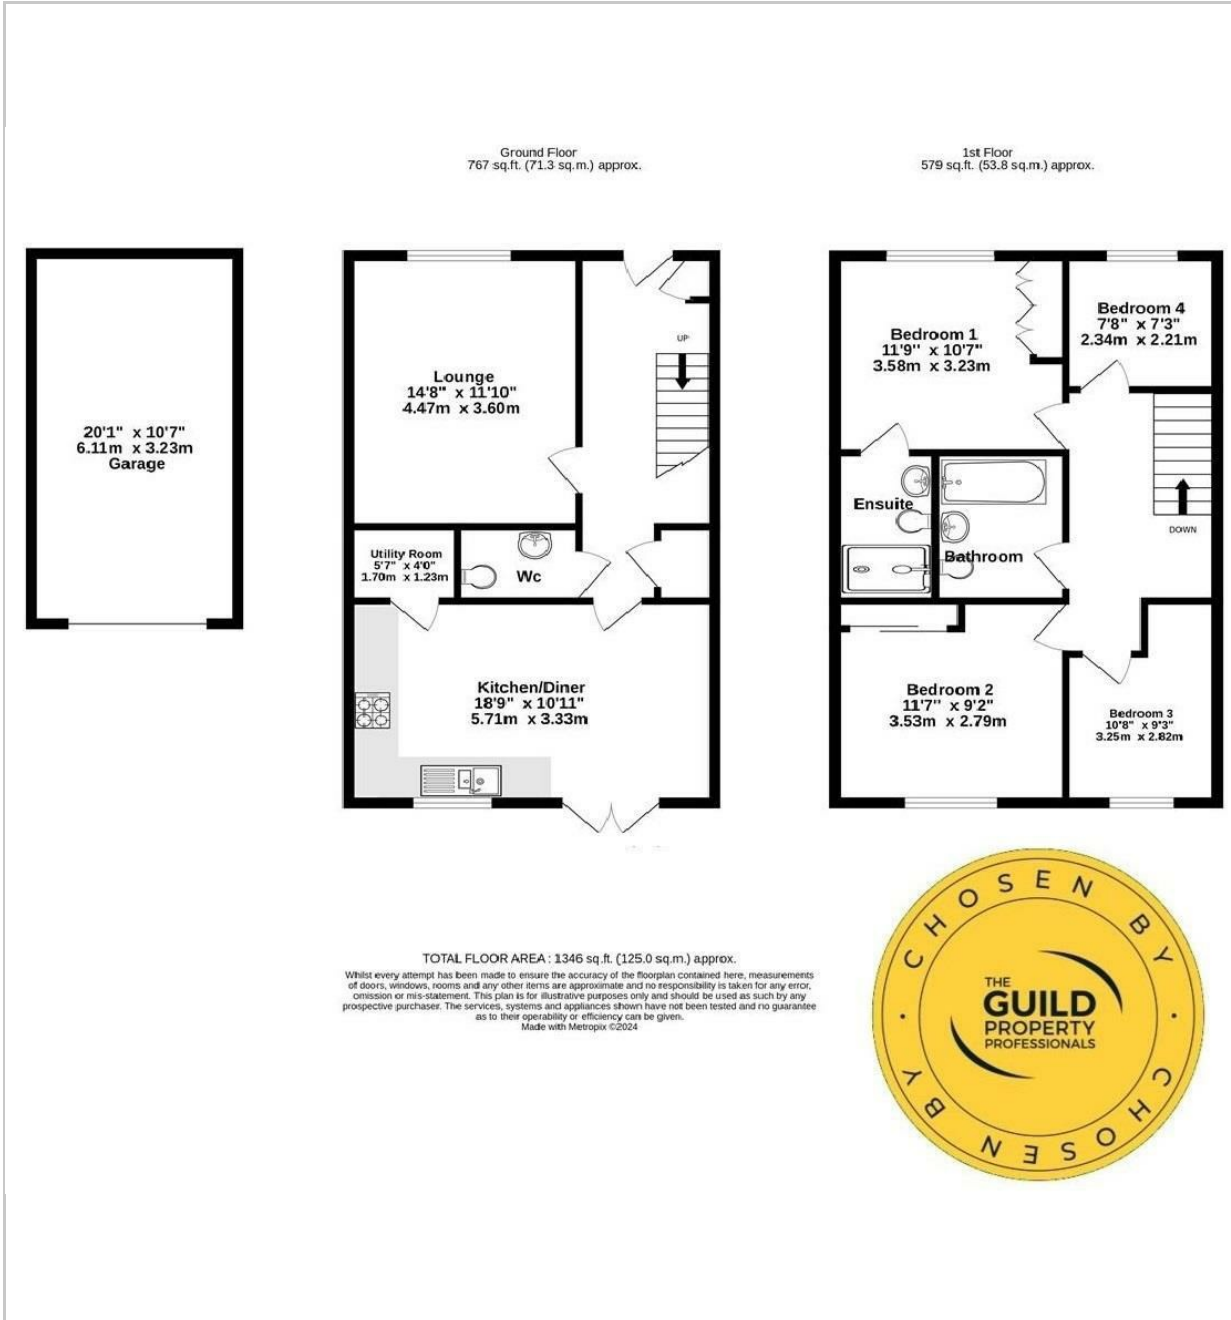 Ground Floor
767 sq.ft. (71.3 sq.m.) approx.
1st Floor
579 sq.ft. (53.8 sq.m.) approx.
20'1" x 10'7"
6.11m x 3.23m
Garage
Lounge
14'8" x 11'10"
4.47m x 3.60m
UP
Utility Room
5'7" x 4'0"
1.70m x 1.23m
Wc
Kitchen/Diner
18'9" x 10'11"
5.71m x 3.33m
Bedroom 1
11'9" x 10'7"
3.58m x 3.23m
Bedroom 4
7'8" x 7'3"
2.34m x 2.21m
Ensuite
Bathroom
DOWN
Bedroom 2
11'7" x 9'2"
3.53m x 2.79m
Bedroom 3
10'8" x 9'3"
3.25m x 2.82m
TOTAL FLOOR AREA : 1346 sq.ft. (125.0 sq.m.) approx.
Whilst every attempt has been made to ensure the accuracy of the floorplan contained here, measurements
of doors, windows, rooms and any other items are approximate and no responsibility is taken for any error,
omission or mis-statement. This plan is for illustrative purposes only and should be used as such by any
prospective purchaser. The services, systems and appliances shown have not been tested and no guarantee
as to their operability or efficiency can be given.
Made with Metropix ©2024
CHOSEN BY
THE
GUILD
PROPERTY
PROFESSIONALS
CHOSEN BY